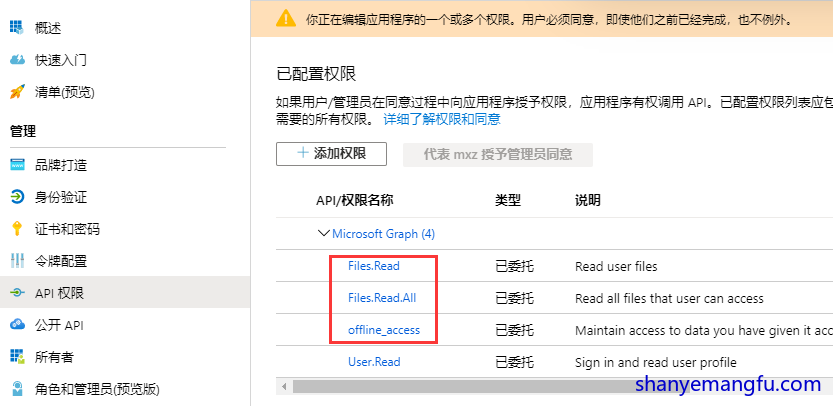 概述
快速入门
清单(预览)
管理
品牌打造
身份验证
证书和密码
令牌配置
API 权限
公开 API
所有者
角色和管理员(预览版)
你正在编辑应用程序的一个或多个权限。用户必须同意，即使他们之前已经完成，也不例外。
已配置权限
如果用户/管理员在同意过程中向应用程序授予权限，应用程序有权调用 API。已配置权限列表应包
需要的所有权限。 详细了解权限和同意
+ 添加权限 代表 mxz 授予管理员同意
API/权限名称 类型 说明
Microsoft Graph (4)
Files.Read 已委托 Read user files
Files.Read.All 已委托 Read all files that user can access
offline_access 已委托 Maintain access to data you have given it acc
User.Read 已委托 Sign in and read user profile
shanyemangfu.com